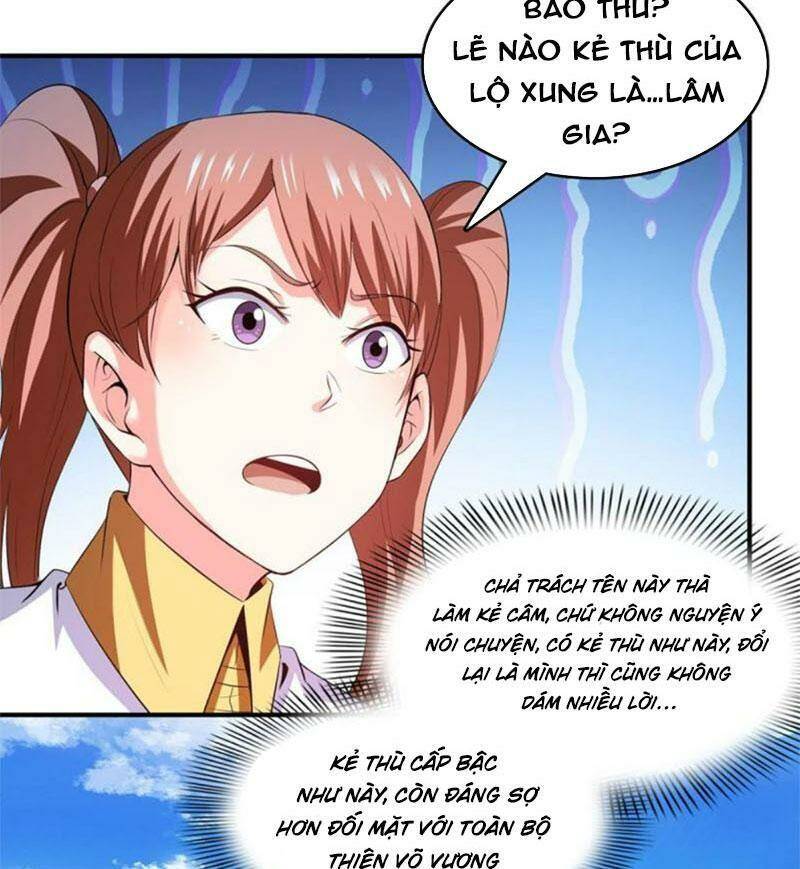 BÁO THÙ?
LẼ NÀO KẺ THÙ CỦA
LỘ XUNG LÀ...LÂM
GIA?
CHẢ TRÁCH TÊN NÀY THÀ
LÀM KẺ CÂM, CHỨ KHÔNG NGUYỆN Ý
NÓI CHUYỆN, CÓ KẺ THÙ NHƯ NÀY, ĐỔI
LẠI LÀ MÌNH THÌ CŨNG KHÔNG
DÁM NHIỀU LỜI...
KẺ THÙ CẤP BẬC
NHƯ NÀY, CÒN ĐÁNG SỢ
HƠN ĐỐI MẶT VỚI TOÀN BỘ
THIÊN VÕ VƯƠNG